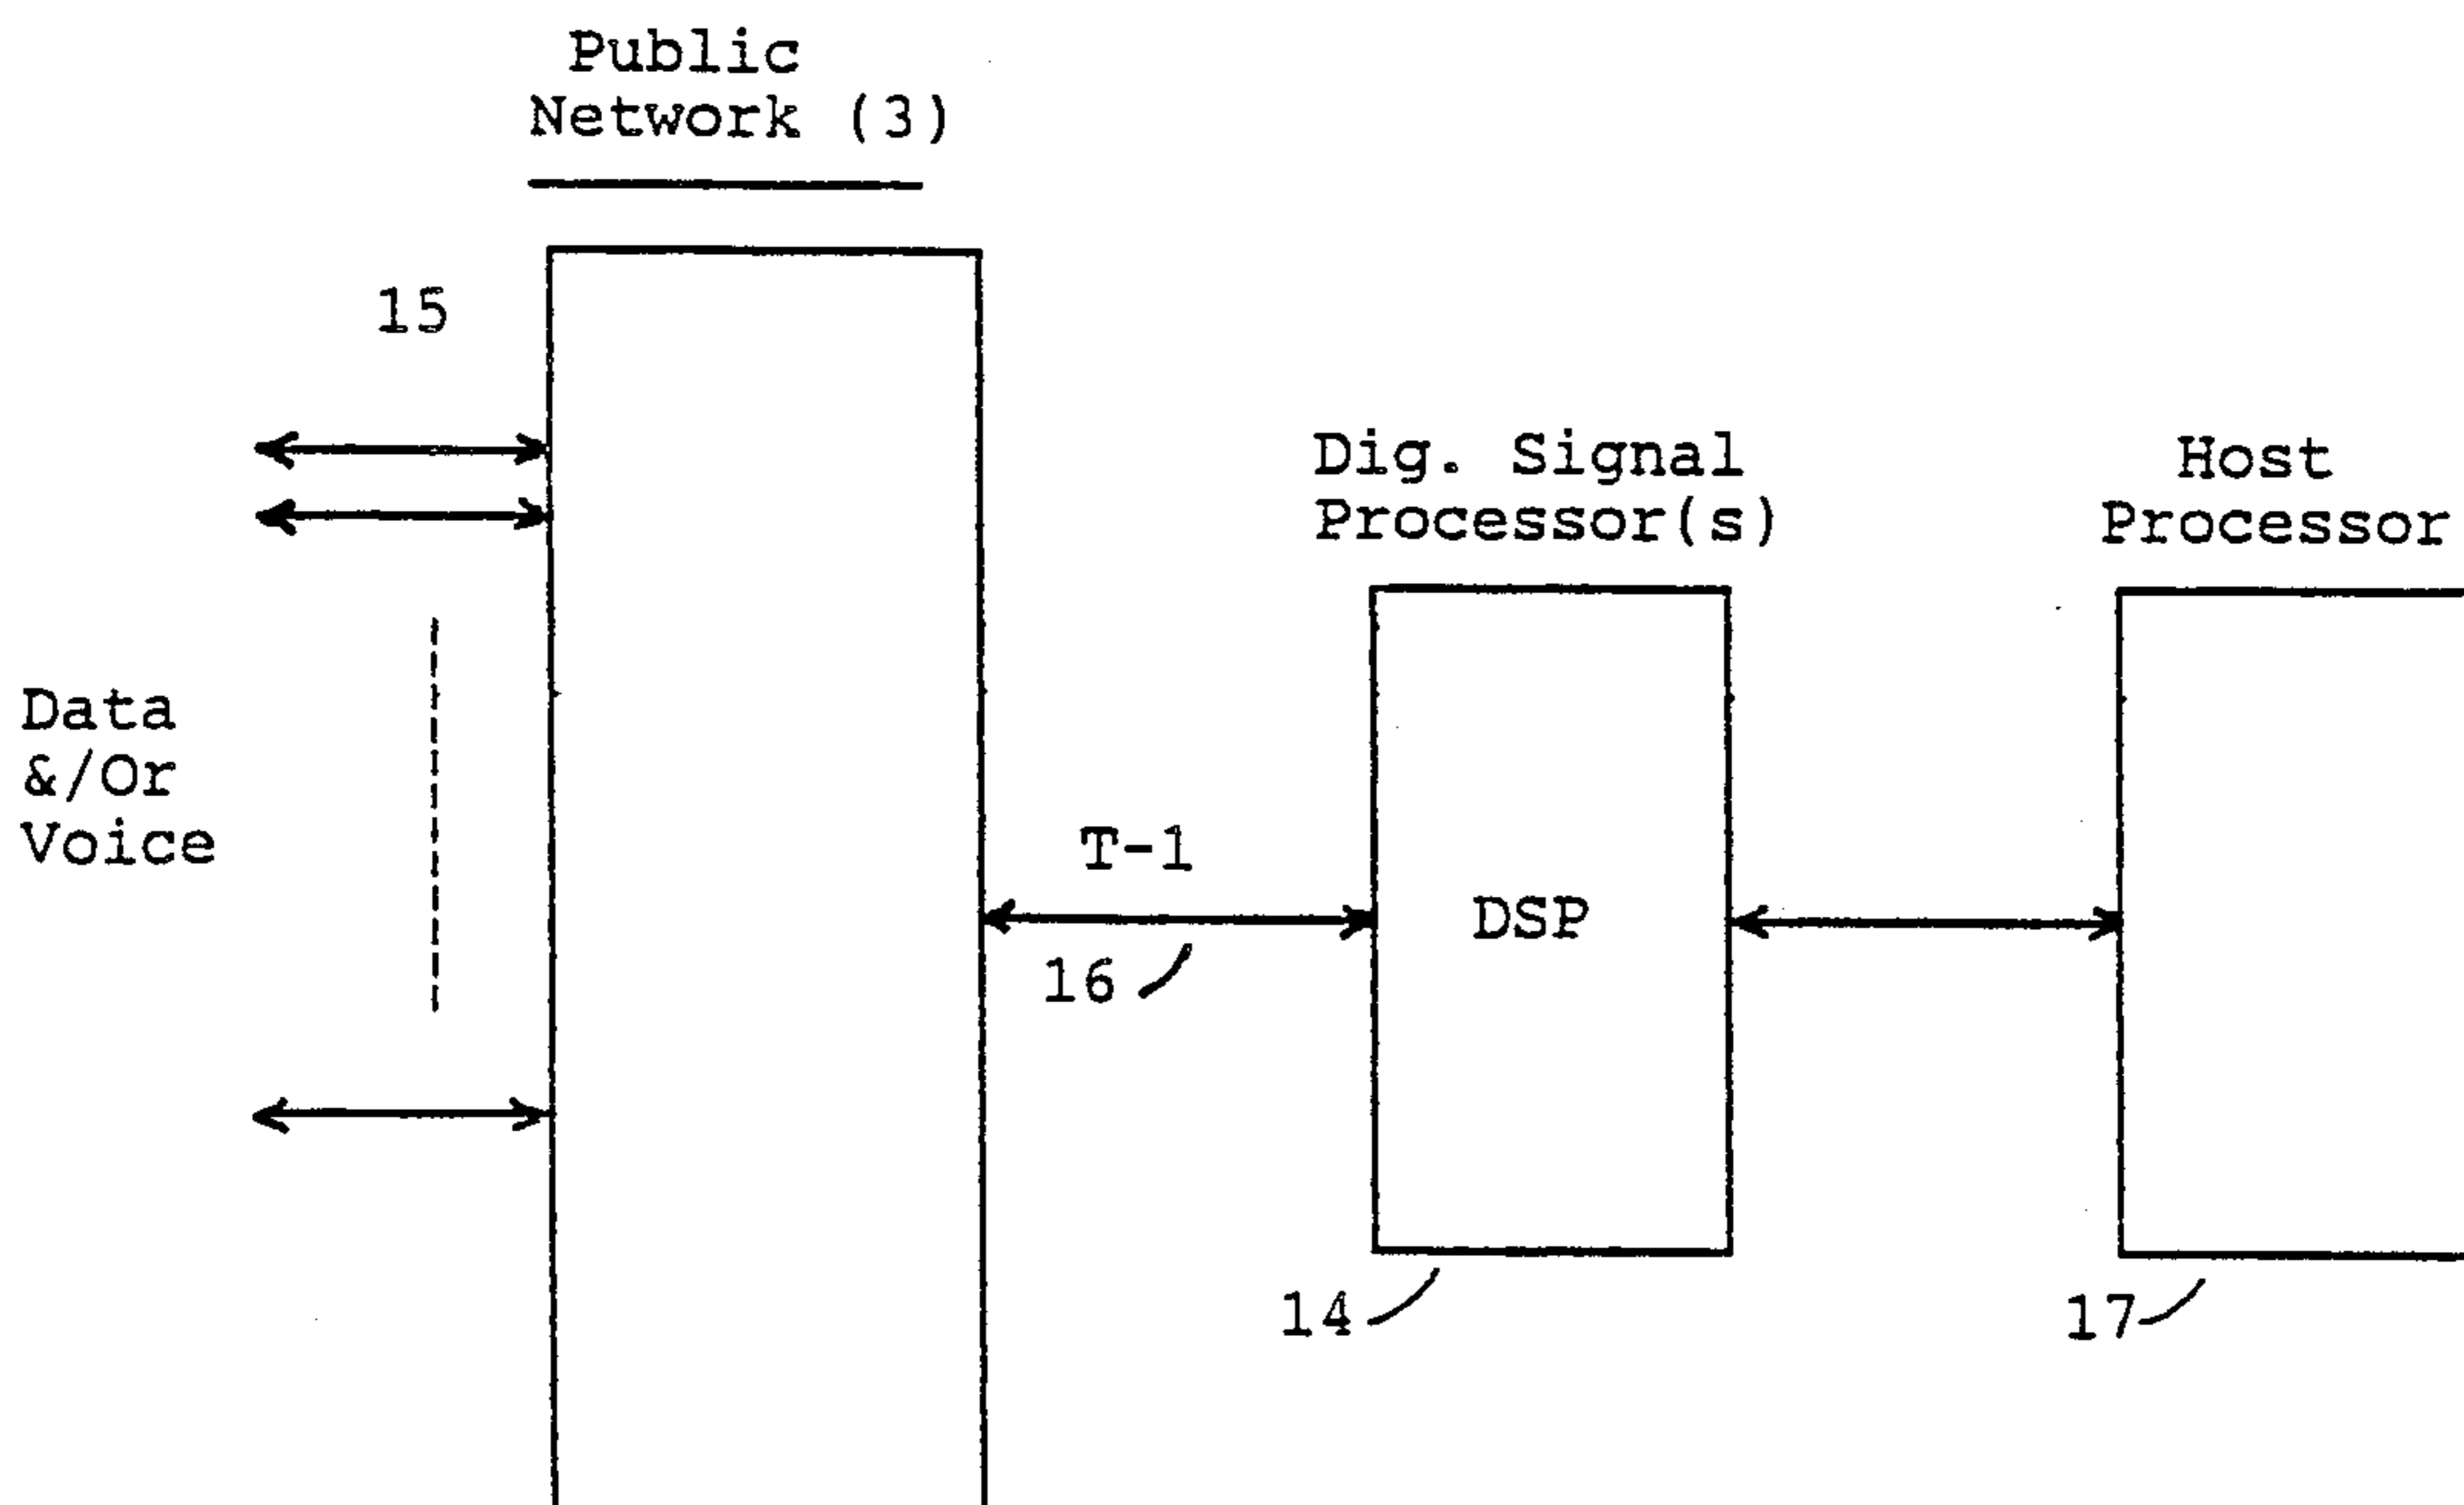 Public
Network (3)
15
Dig. Signal
Processor(s)
Host
Processor
Data
&/Or
Voice
T-1
DSP
16
14
17